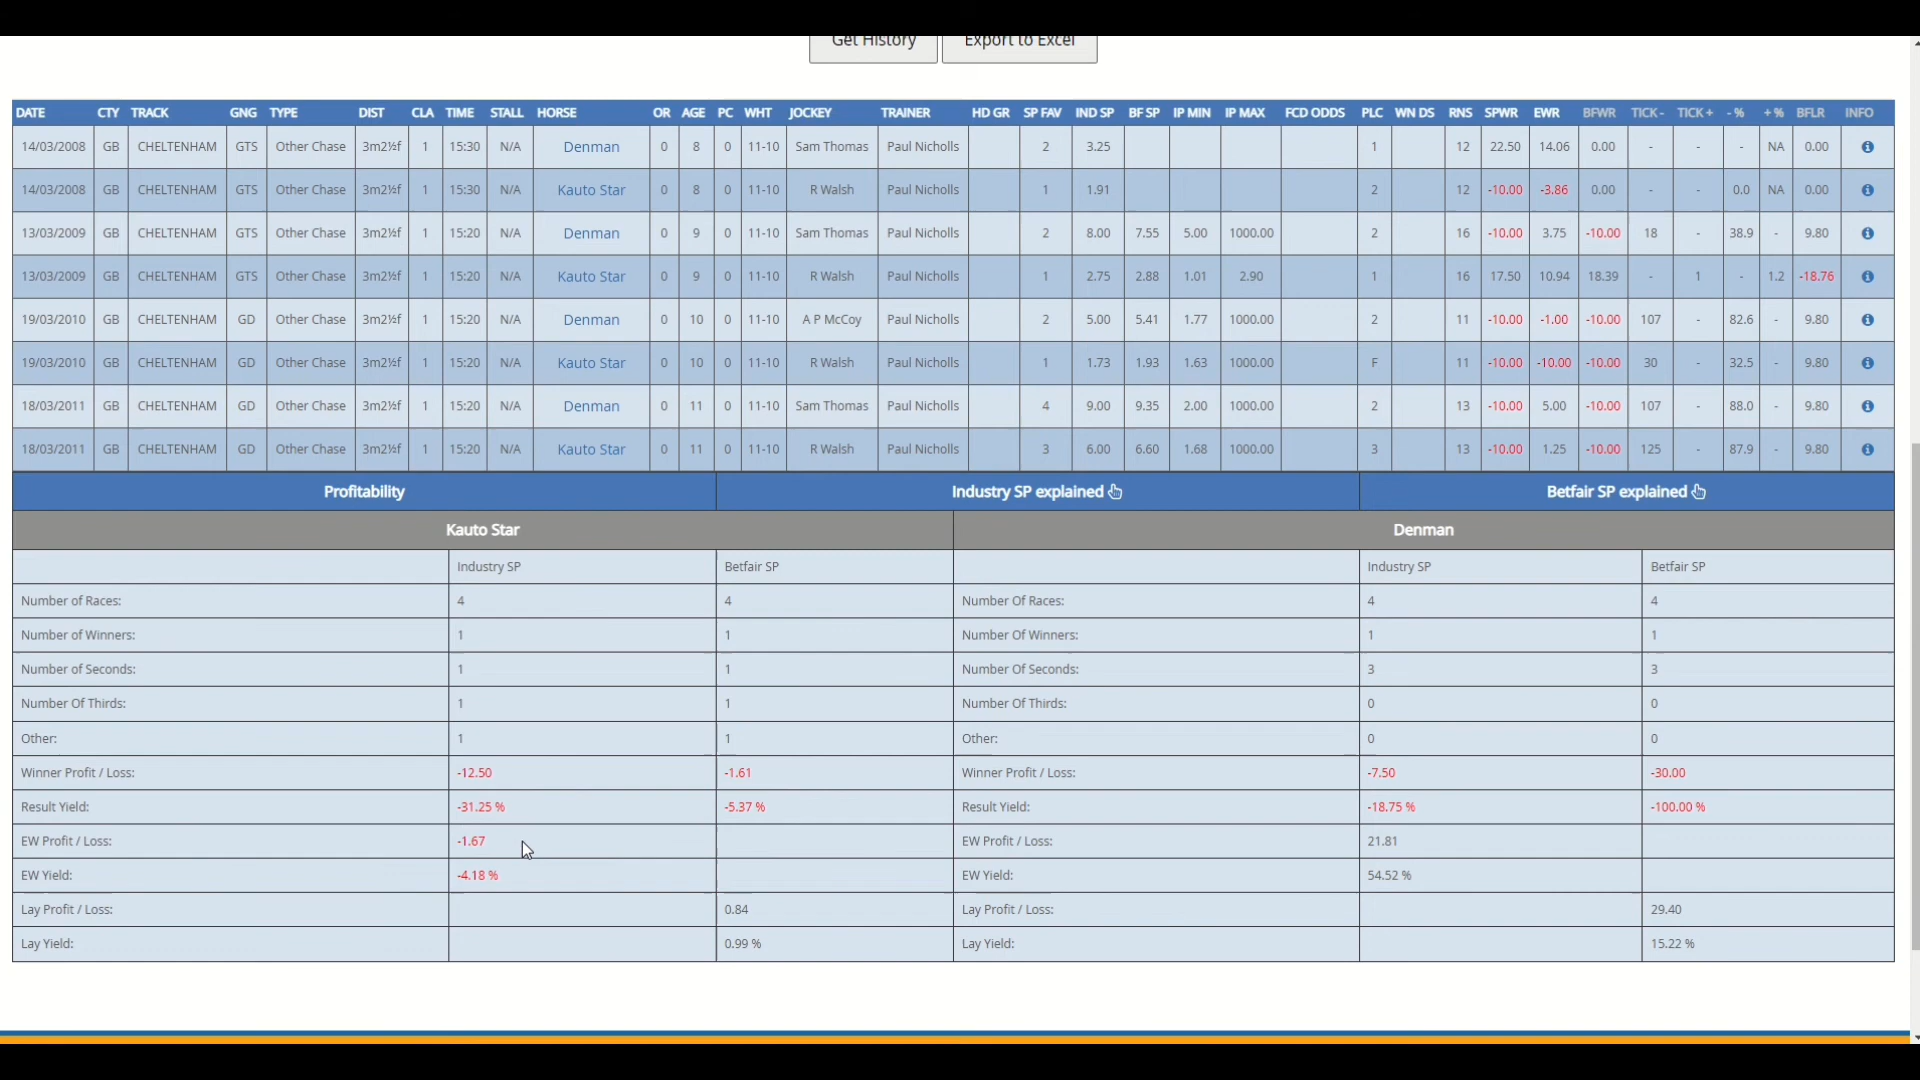 Get History Export to Excel
DATE CTY TRACK GNG TYPE DIST CLA TIME STALL HORSE OR AGE PC WHT JOCKEY TRAINER HD GR SP FAV IND SP BF SP IP MIN IP MAX FCD ODDS PLC WN DS RNS SPWR EWR BFWR TICK - TICK + - % + % BFLR INFO
14/03/2008 GB CHELTENHAM GTS Other Chase 3m2½f 1 15:30 N/A Denman 0 8 0 11-10 Sam Thomas Paul Nicholls 2 3.25 1 12 22.50 14.06 0.00 - - - NA 0.00
14/03/2008 GB CHELTENHAM GTS Other Chase 3m2½f 1 15:30 N/A Kauto Star 0 8 0 11-10 R Walsh Paul Nicholls 1 1.91 2 12 -10.00 -3.86 0.00 - - 0.0 NA 0.00
13/03/2009 GB CHELTENHAM GTS Other Chase 3m2½f 1 15:20 N/A Denman 0 9 0 11-10 Sam Thomas Paul Nicholls 2 8.00 7.55 5.00 1000.00 2 16 -10.00 3.75 -10.00 18 - 38.9 - 9.80
13/03/2009 GB CHELTENHAM GTS Other Chase 3m2½f 1 15:20 N/A Kauto Star 0 9 0 11-10 R Walsh Paul Nicholls 1 2.75 2.88 1.01 2.90 1 16 17.50 10.94 18.39 - 1 - 1.2 -18.76
19/03/2010 GB CHELTENHAM GD Other Chase 3m2½f 1 15:20 N/A Denman 0 10 0 11-10 A P McCoy Paul Nicholls 2 5.00 5.41 1.77 1000.00 2 11 -10.00 -1.00 -10.00 107 - 82.6 - 9.80
19/03/2010 GB CHELTENHAM GD Other Chase 3m2½f 1 15:20 N/A Kauto Star 0 10 0 11-10 R Walsh Paul Nicholls 1 1.73 1.93 1.63 1000.00 F 11 -10.00 -10.00 -10.00 30 - 32.5 - 9.80
18/03/2011 GB CHELTENHAM GD Other Chase 3m2½f 1 15:20 N/A Denman 0 11 0 11-10 Sam Thomas Paul Nicholls 4 9.00 9.35 2.00 1000.00 2 13 -10.00 5.00 -10.00 107 - 88.0 - 9.80
18/03/2011 GB CHELTENHAM GD Other Chase 3m2½f 1 15:20 N/A Kauto Star 0 11 0 11-10 R Walsh Paul Nicholls 3 6.00 6.60 1.68 1000.00 3 13 -10.00 1.25 -10.00 125 - 87.9 - 9.80
Profitability Industry SP explained Betfair SP explained
Kauto Star Denman
Industry SP Betfair SP Industry SP Betfair SP
Number of Races: 4 4 Number Of Races: 4 4
Number of Winners: 1 1 Number Of Winners: 1 1
Number of Seconds: 1 1 Number Of Seconds: 3 3
Number Of Thirds: 1 1 Number Of Thirds: 0 0
Other: 1 1 Other: 0 0
Winner Profit / Loss: -12.50 -1.61 Winner Profit / Loss: -7.50 -30.00
Result Yield: -31.25 % -5.37 % Result Yield: -18.75 % -100.00 %
EW Profit / Loss: -1.67 EW Profit / Loss: 21.81
EW Yield: -4.18 % EW Yield: 54.52 %
Lay Profit / Loss: 0.84 Lay Profit / Loss: 29.40
Lay Yield: 0.99 % Lay Yield: 15.22 %